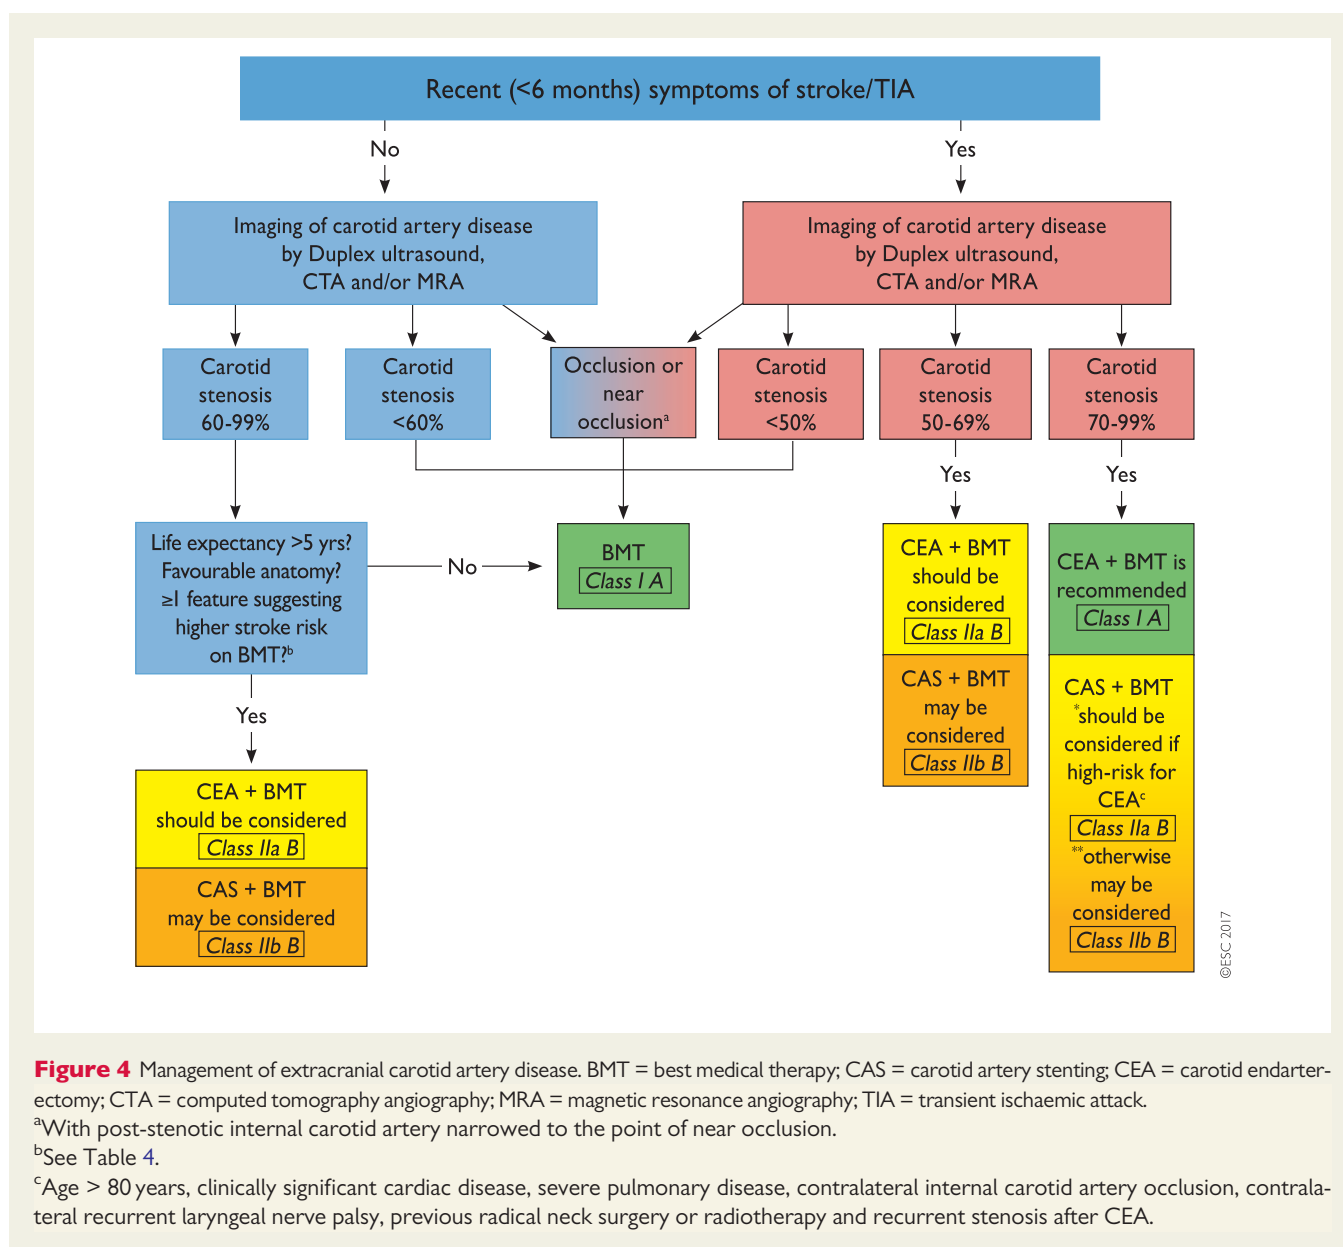 Recent (<6 months) symptoms of stroke/TIA
No
Yes
Imaging of carotid artery disease
by Duplex ultrasound,
CTA and/or MRA
Imaging of carotid artery disease
by Duplex ultrasound,
CTA and/or MRA
Carotid
stenosis
60-99%
Carotid
stenosis
<60%
Occlusion or
near
occlusionᵃ
Carotid
stenosis
<50%
Carotid
stenosis
50-69%
Carotid
stenosis
70-99%
Yes
Yes
Life expectancy >5 yrs?
Favourable anatomy?
≥1 feature suggesting
higher stroke risk
on BMT?ᵇ
No
BMT
Class I A
CEA + BMT
should be
considered
Class IIa B
CAS + BMT
may be
considered
Class IIb B
CEA + BMT is
recommended
Class I A
CAS + BMT
*should be
considered if
high-risk for
CEAᶜ
Class IIa B
**otherwise
may be
considered
Class IIb B
Yes
CEA + BMT
should be considered
Class IIa B
CAS + BMT
may be considered
Class IIb B
©ESC 2017
Figure 4 Management of extracranial carotid artery disease. BMT = best medical therapy; CAS = carotid artery stenting; CEA = carotid endarter-
ectomy; CTA = computed tomography angiography; MRA = magnetic resonance angiography; TIA = transient ischaemic attack.
ᵃWith post-stenotic internal carotid artery narrowed to the point of near occlusion.
ᵇSee Table 4.
ᶜAge > 80 years, clinically significant cardiac disease, severe pulmonary disease, contralateral internal carotid artery occlusion, contrala-
teral recurrent laryngeal nerve palsy, previous radical neck surgery or radiotherapy and recurrent stenosis after CEA.